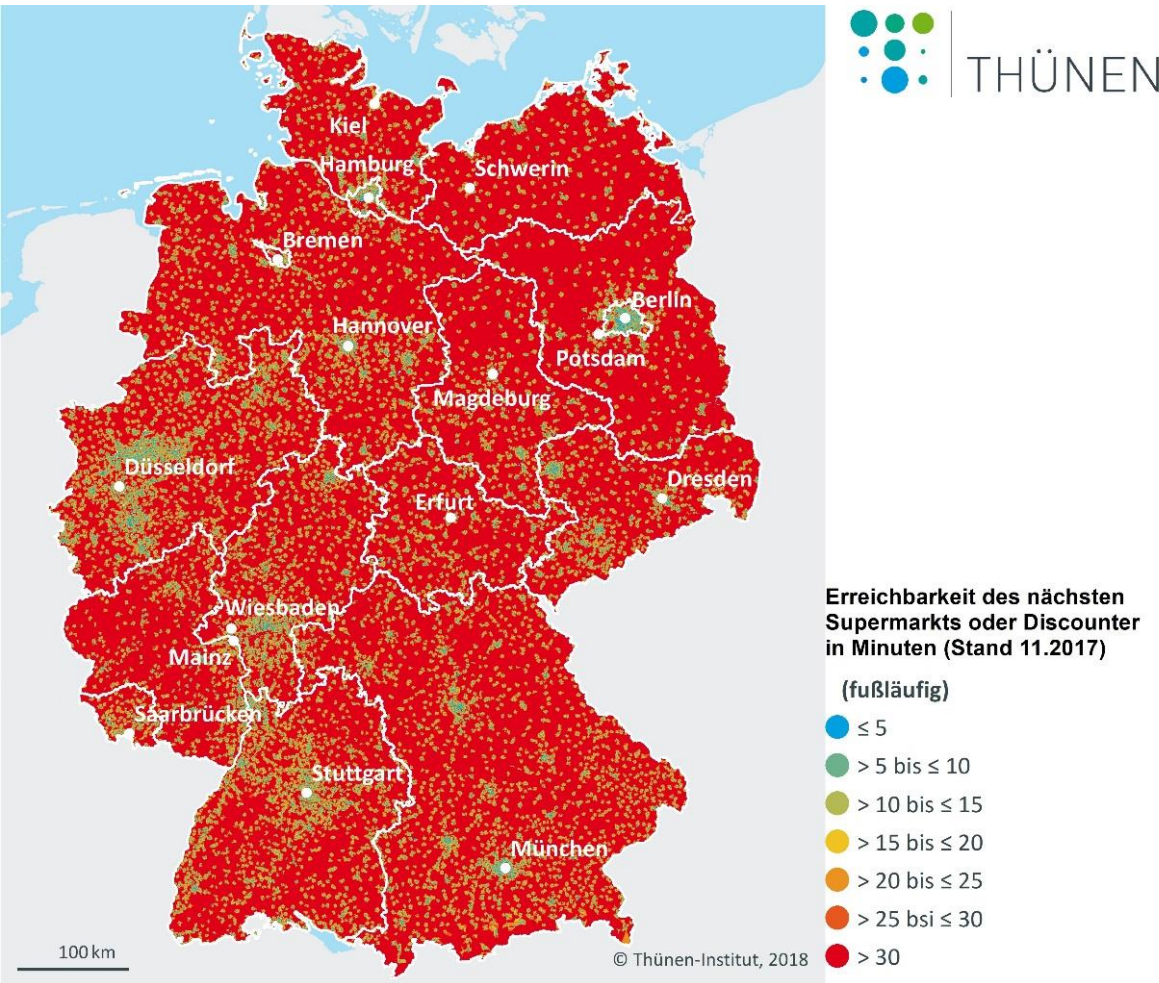 THÜNEN
Kiel
Hamburg
Schwerin
Bremen
Berlin
Hannover
Potsdam
Magdeburg
Düsseldorf
Dresden
Erfurt
Wiesbaden
Mainz
Saarbrücken
Stuttgart
München
100 km
© Thünen-Institut, 2018
Erreichbarkeit des nächsten
Supermarkts oder Discounter
in Minuten (Stand 11.2017)
(fußläufig)
≤ 5
> 5 bis ≤ 10
> 10 bis ≤ 15
> 15 bis ≤ 20
> 20 bis ≤ 25
> 25 bsi ≤ 30
> 30